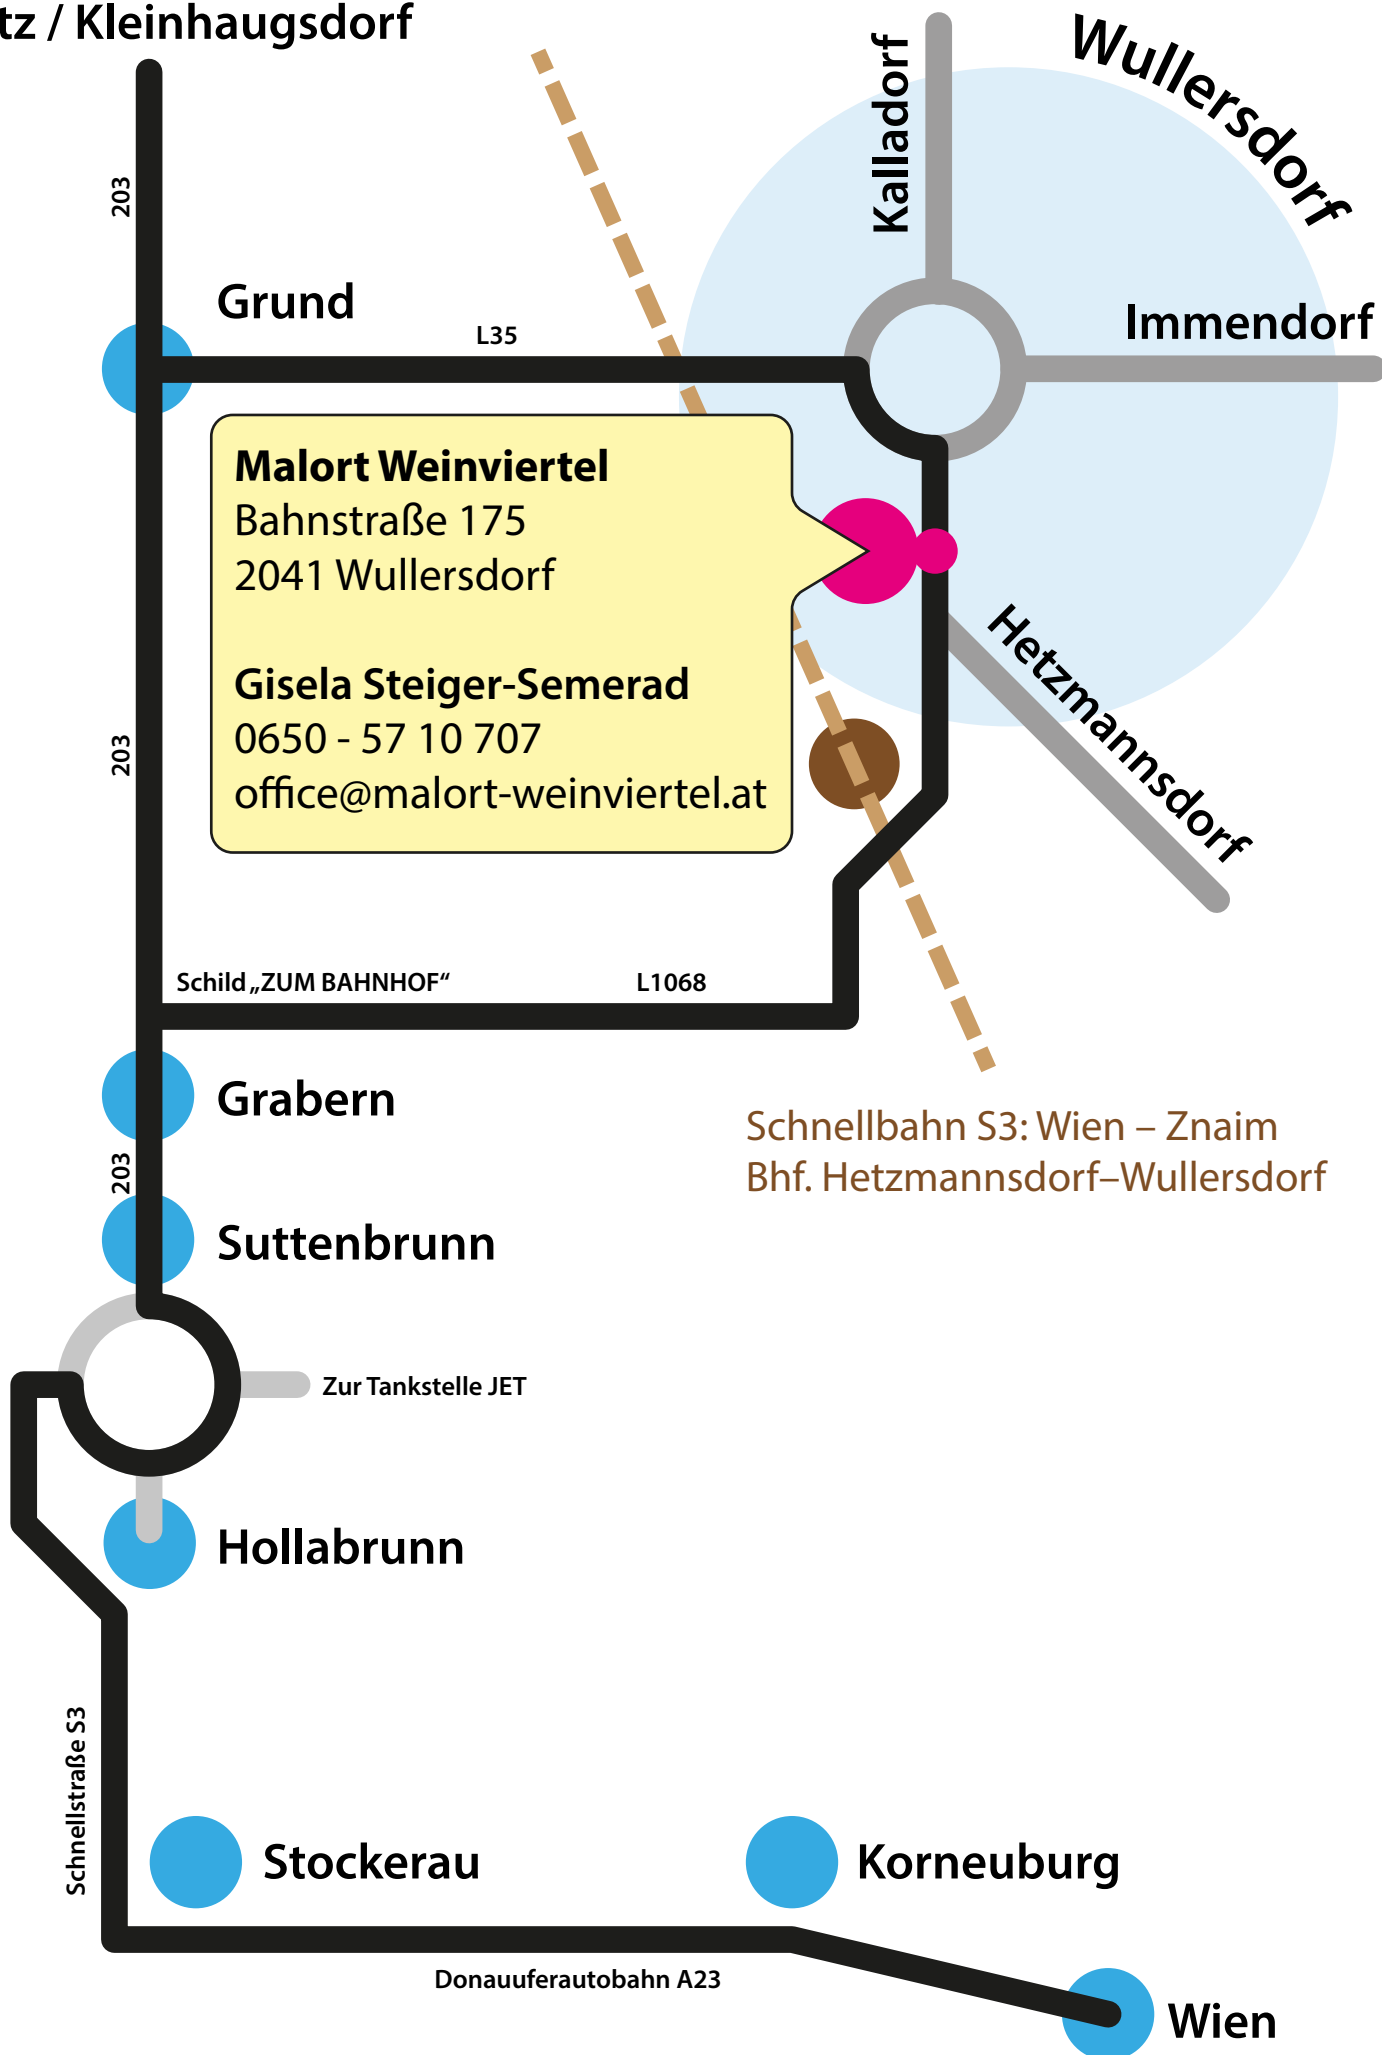 tz / Kleinhaugsdorf
Wullersdorf
Kalladorf
203
Grund
L35
Immendorf
Malort Weinviertel
Bahnstraße 175
2041 Wullersdorf
Gisela Steiger-Semerad
0650 - 57 10 707
office@malort-weinviertel.at
Hetzmannsdorf
203
Schild „ZUM BAHNHOF“
L1068
Grabern
Schnellbahn S3: Wien – Znaim
Bhf. Hetzmannsdorf–Wullersdorf
203
Suttenbrunn
Zur Tankstelle JET
Hollabrunn
Schnellstraße S3
Stockerau
Korneuburg
Donauuferautobahn A23
Wien